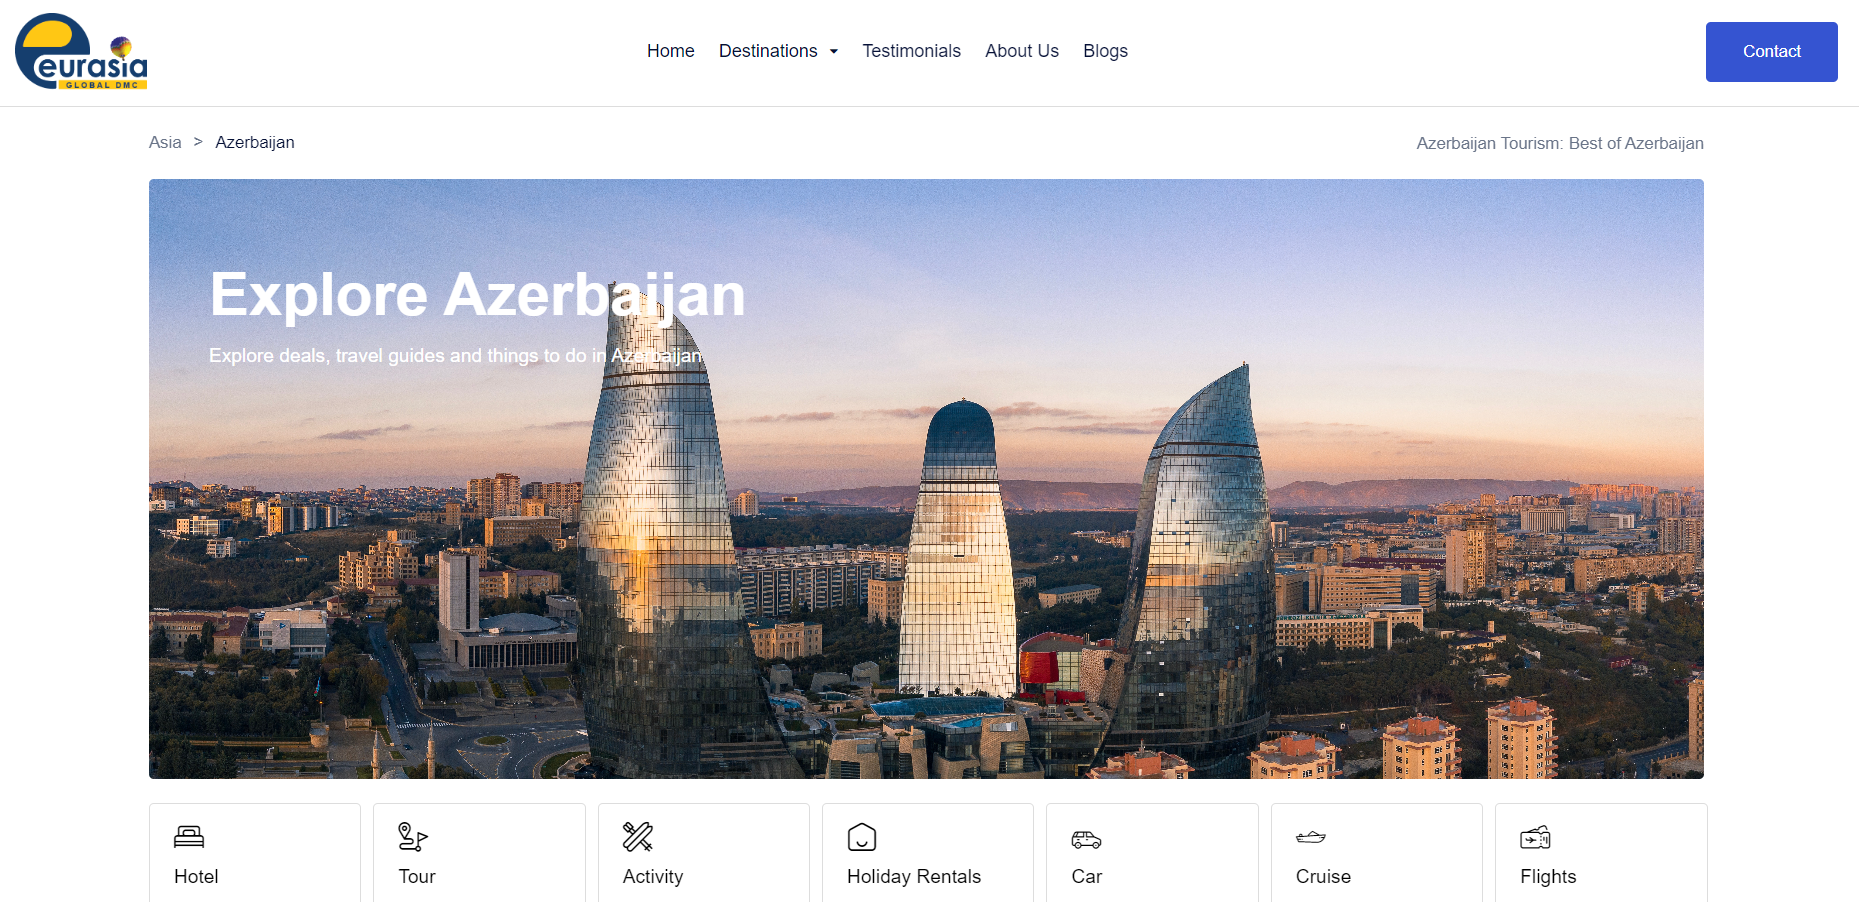 eurasia
GLOBAL DMC
Home Destinations Testimonials About Us Blogs
Contact
Asia > Azerbaijan
Azerbaijan Tourism: Best of Azerbaijan
Explore Azerbaijan
Explore deals, travel guides and things to do in Azerbaijan
Hotel
Tour
Activity
Holiday Rentals
Car
Cruise
Flights